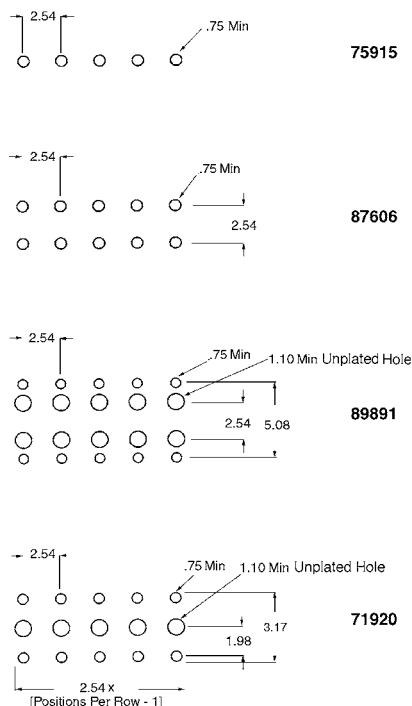 2.54
.75 Min
75915
2.54
.75 Min
2.54
87606
2.54
.75 Min
1.10 Min Unplated Hole
2.54
5.08
89891
2.54
.75 Min
1.10 Min Unplated Hole
3.17
1.98
71920
2.54 x
[Positions Per Row - 1]